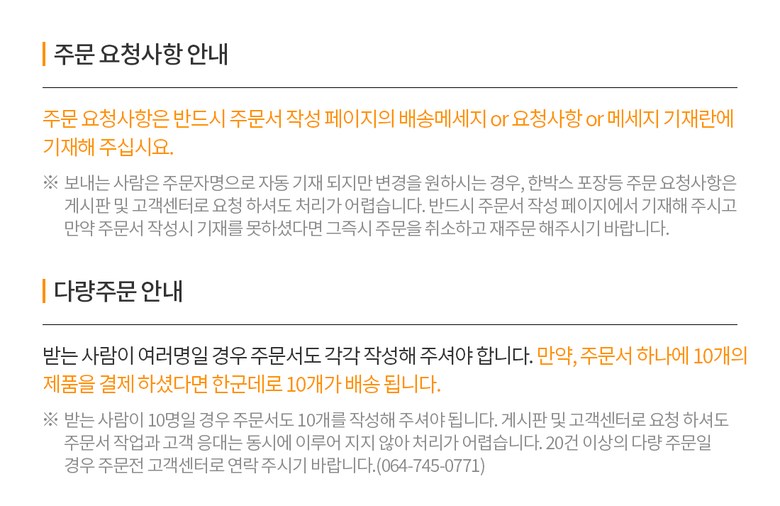 주문 요청사항 안내
주문 요청사항은 반드시 주문서 작성 페이지의 배송메세지 or 요청사항 or 메세지 기재란에
기재해 주십시요.
※ 보내는 사람은 주문자명으로 자동 기재 되지만 변경을 원하시는 경우, 한박스 포장등 주문 요청사항은
게시판 및 고객센터로 요청 하셔도 처리가 어렵습니다. 반드시 주문서 작성 페이지에서 기재해 주시고
만약 주문서 작성시 기재를 못하셨다면 그즉시 주문을 취소하고 재주문 해주시기 바랍니다.
다량주문 안내
받는 사람이 여러명일 경우 주문서도 각각 작성해 주셔야 합니다. 만약, 주문서 하나에 10개의
제품을 결제 하셨다면 한군데로 10개가 배송 됩니다.
※ 받는 사람이 10명일 경우 주문서도 10개를 작성해 주셔야 됩니다. 게시판 및 고객센터로 요청 하셔도
주문서 작업과 고객 응대는 동시에 이루어 지지 않아 처리가 어렵습니다. 20건 이상의 다량 주문일
경우 주문전 고객센터로 연락 주시기 바랍니다.(064-745-0771)